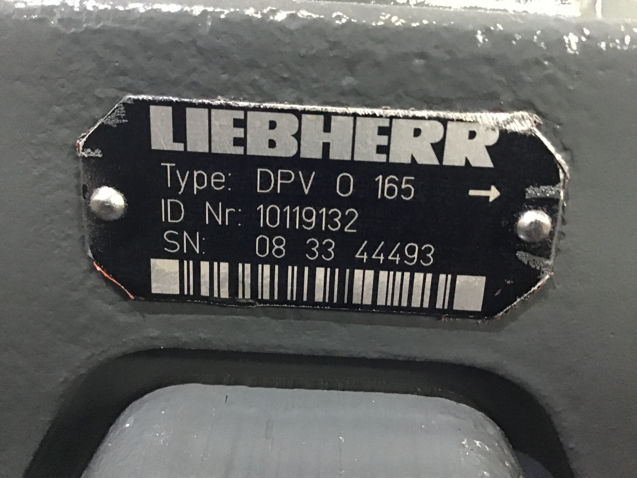 LIEBHERR
Type: DPV O 165 →
ID Nr: 10119132
SN: 08 33 44493